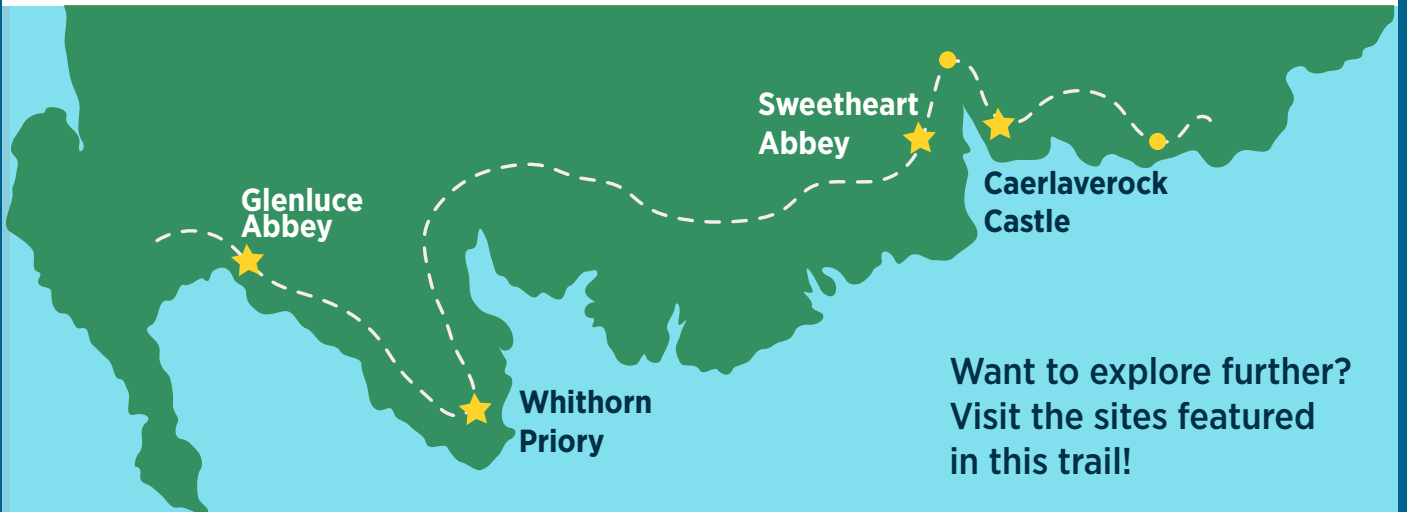 Sweetheart
Abbey
Glenluce
Abbey
Caerlaverock
Castle
Whithorn
Priory
Want to explore further?
Visit the sites featured
in this trail!